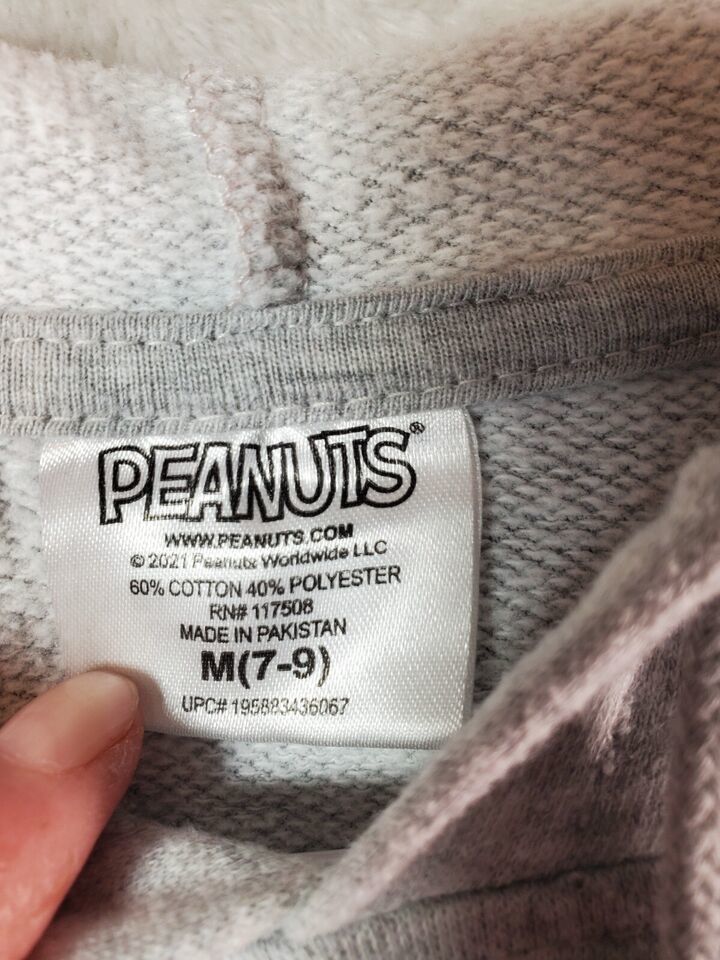 PEANUTS®
WWW.PEANUTS.COM
© 2021 Peanuts Worldwide LLC
60% COTTON 40% POLYESTER
RN# 117508
MADE IN PAKISTAN
M(7-9)
UPC# 195883436067